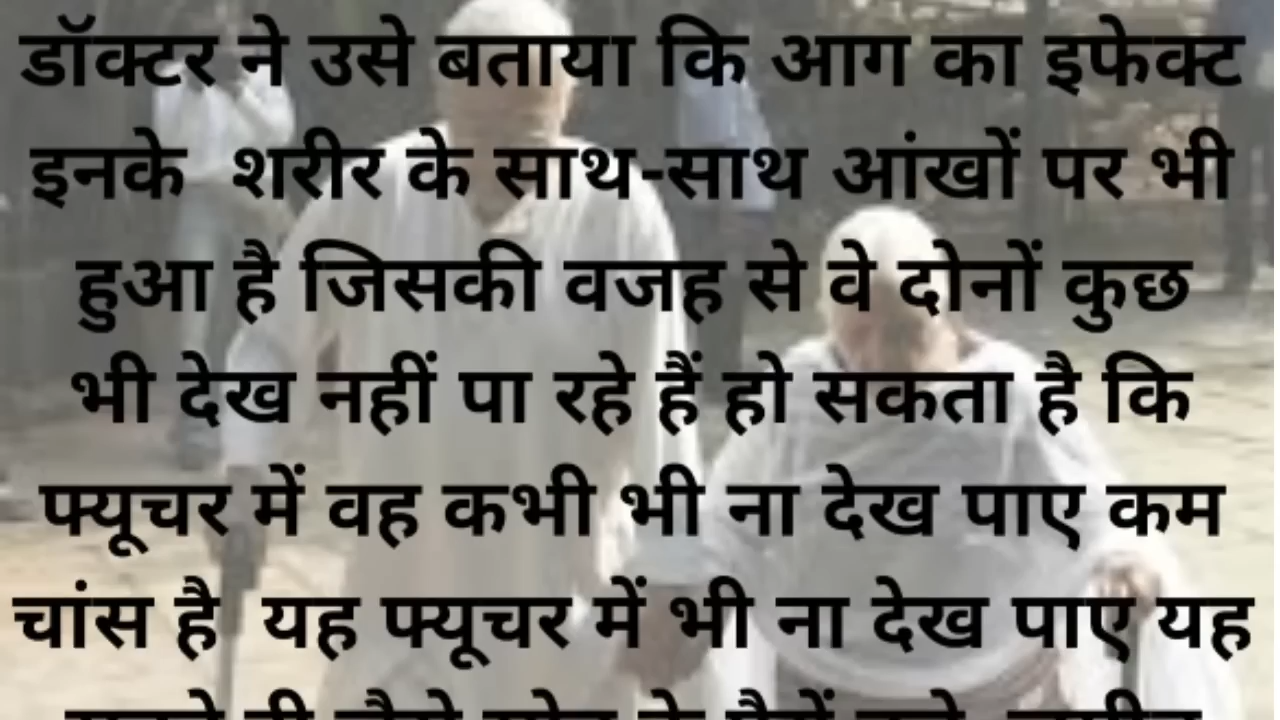 डॉक्टर ने उसे बताया कि आग का इफेक्ट
इनके शरीर के साथ-साथ आंखों पर भी
हुआ है जिसकी वजह से वे दोनों कुछ
भी देख नहीं पा रहे हैं हो सकता है कि
फ्यूचर में वह कभी भी ना देख पाए कम
चांस है यह फ्यूचर में भी ना देख पाए यह